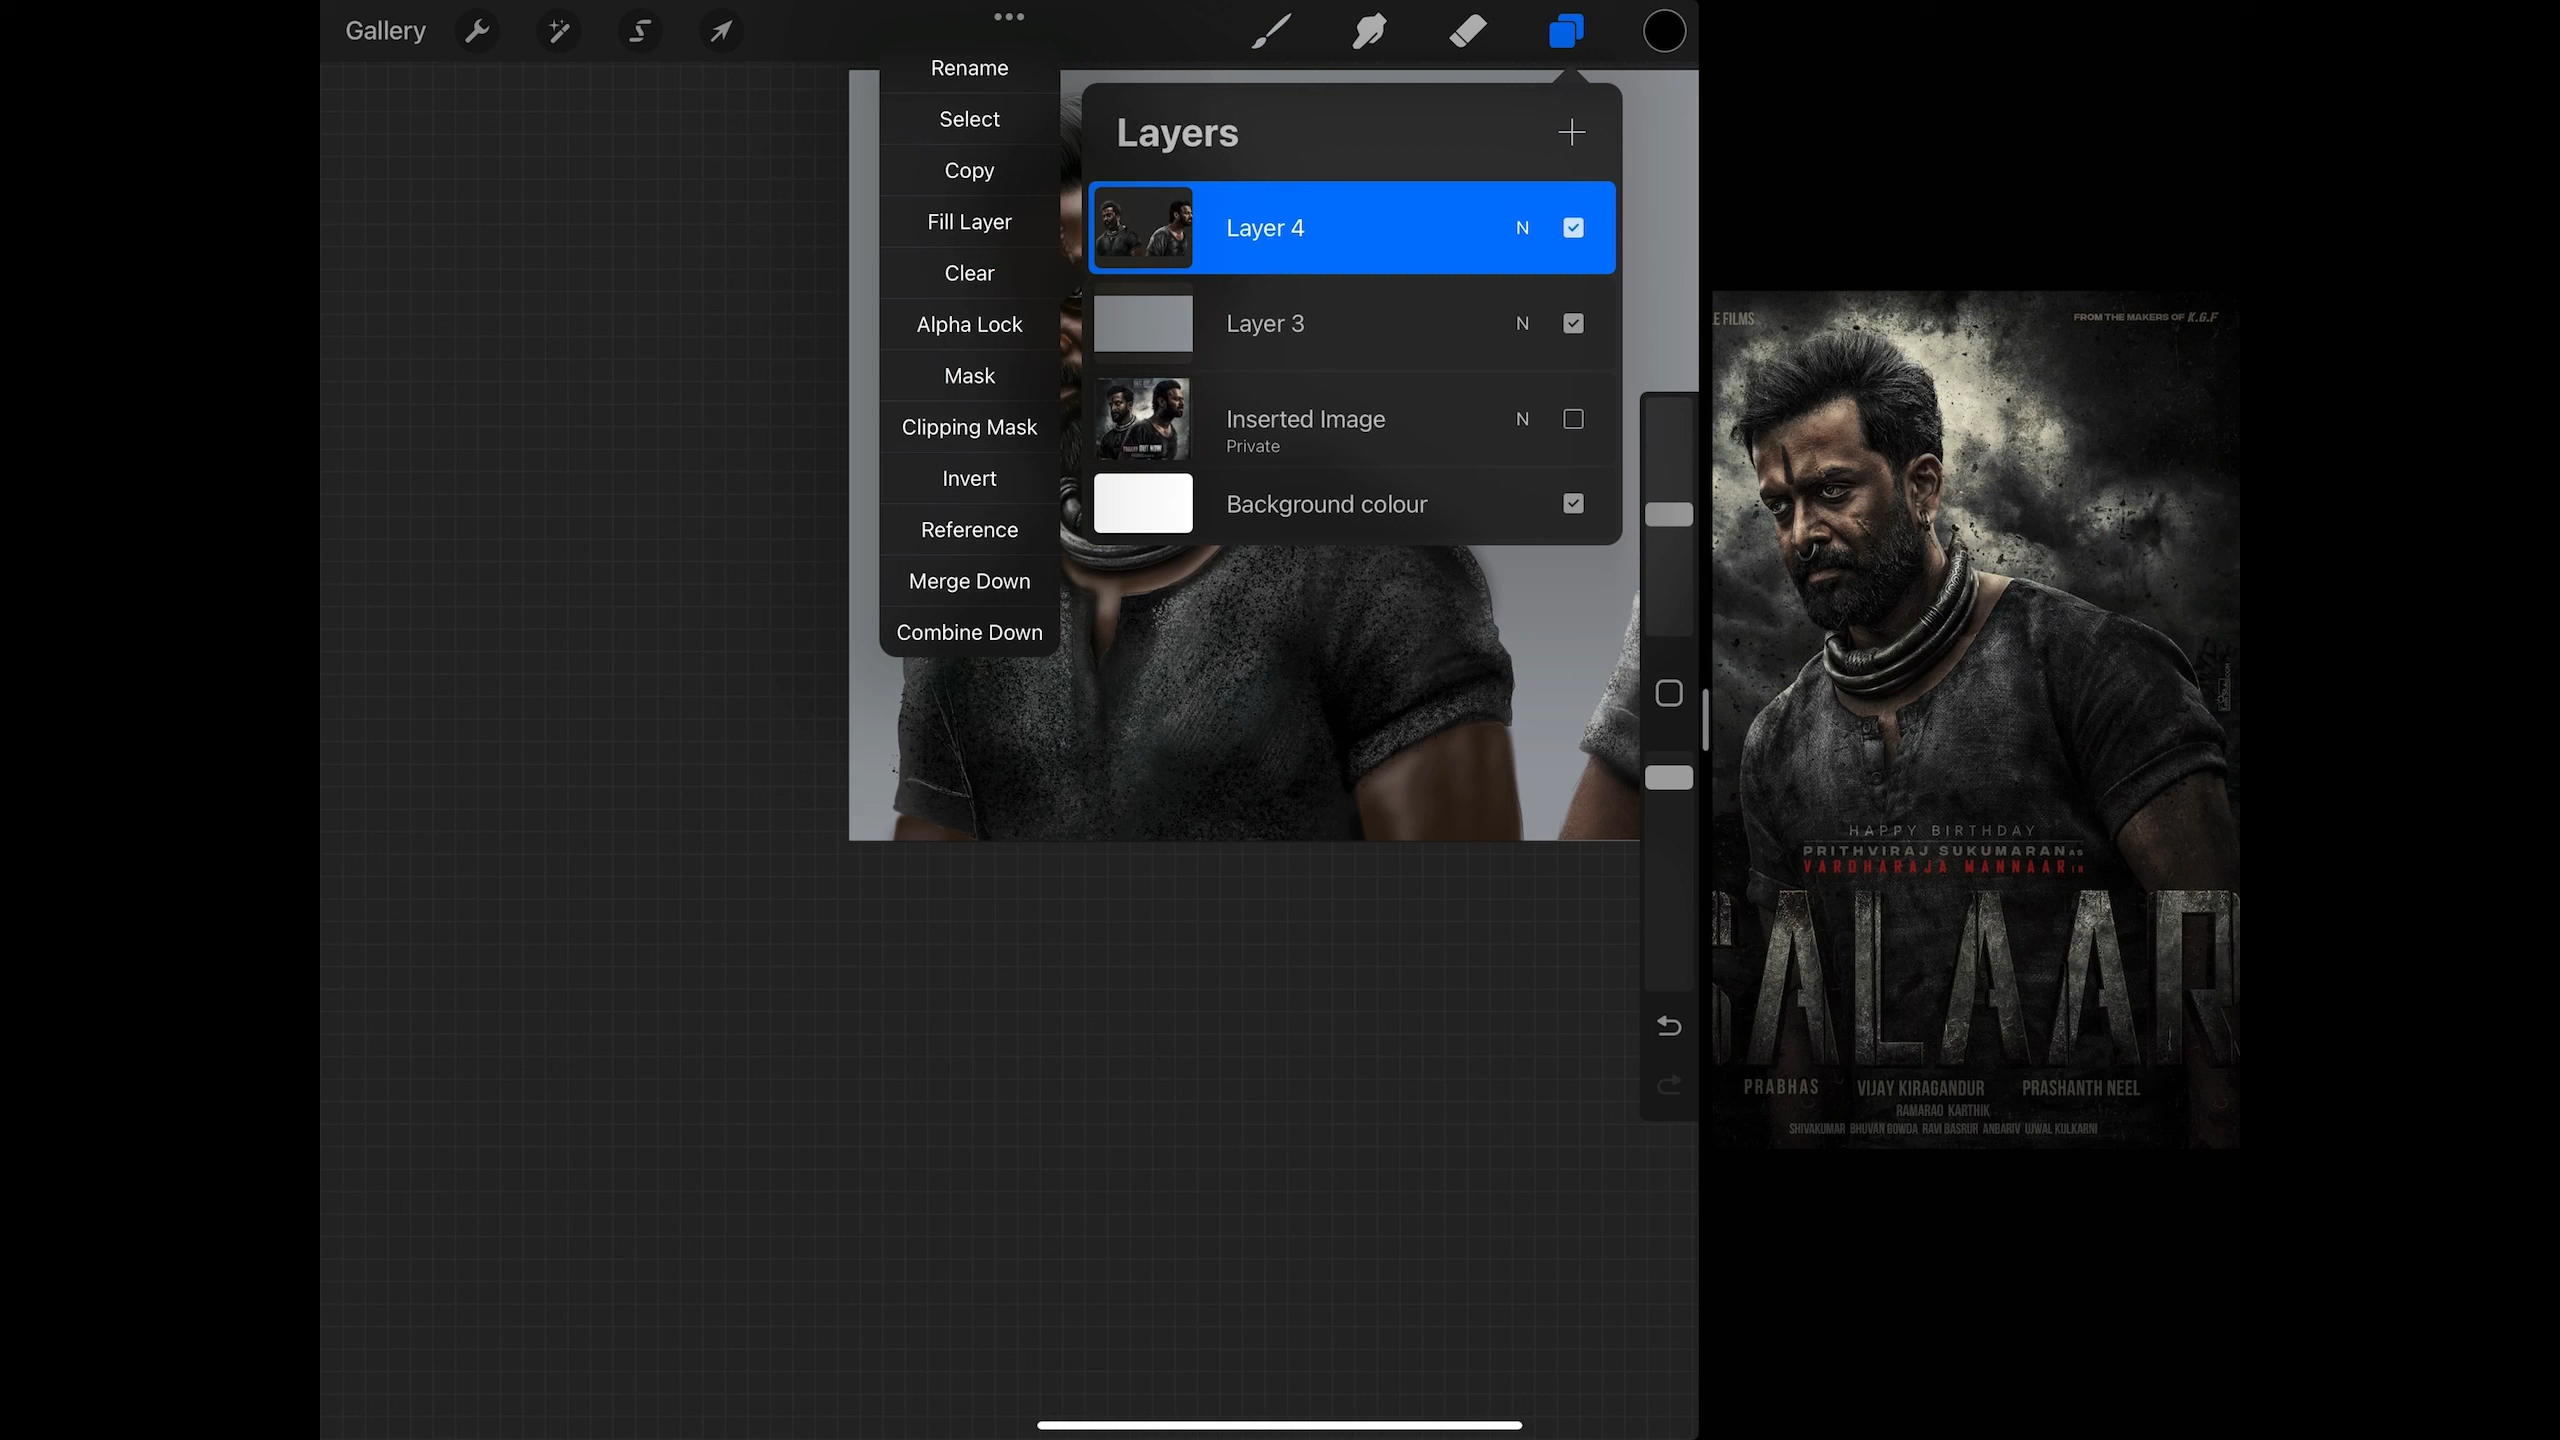 Gallery
Rename
Select
Copy
Fill Layer
Clear
Alpha Lock
Mask
Clipping Mask
Invert
Reference
Merge Down
Combine Down
Layers
Layer 4 N
Layer 3 N
Inserted Image N
Private
Background colour
E FILMS
FROM THE MAKERS OF K.G.F
HAPPY BIRTHDAY
PRITHVIRAJ SUKUMARAN AS
VARDHARAJA MANNAAR IN
SALAAR
PRABHAS VIJAY KIRAGANDUR PRASHANTH NEEL
RAMARAO KARTHIK
SHIVAKUMAR BHUVAN GOWDA RAVI BASRUR ANBARIV UJWAL KULKARNI